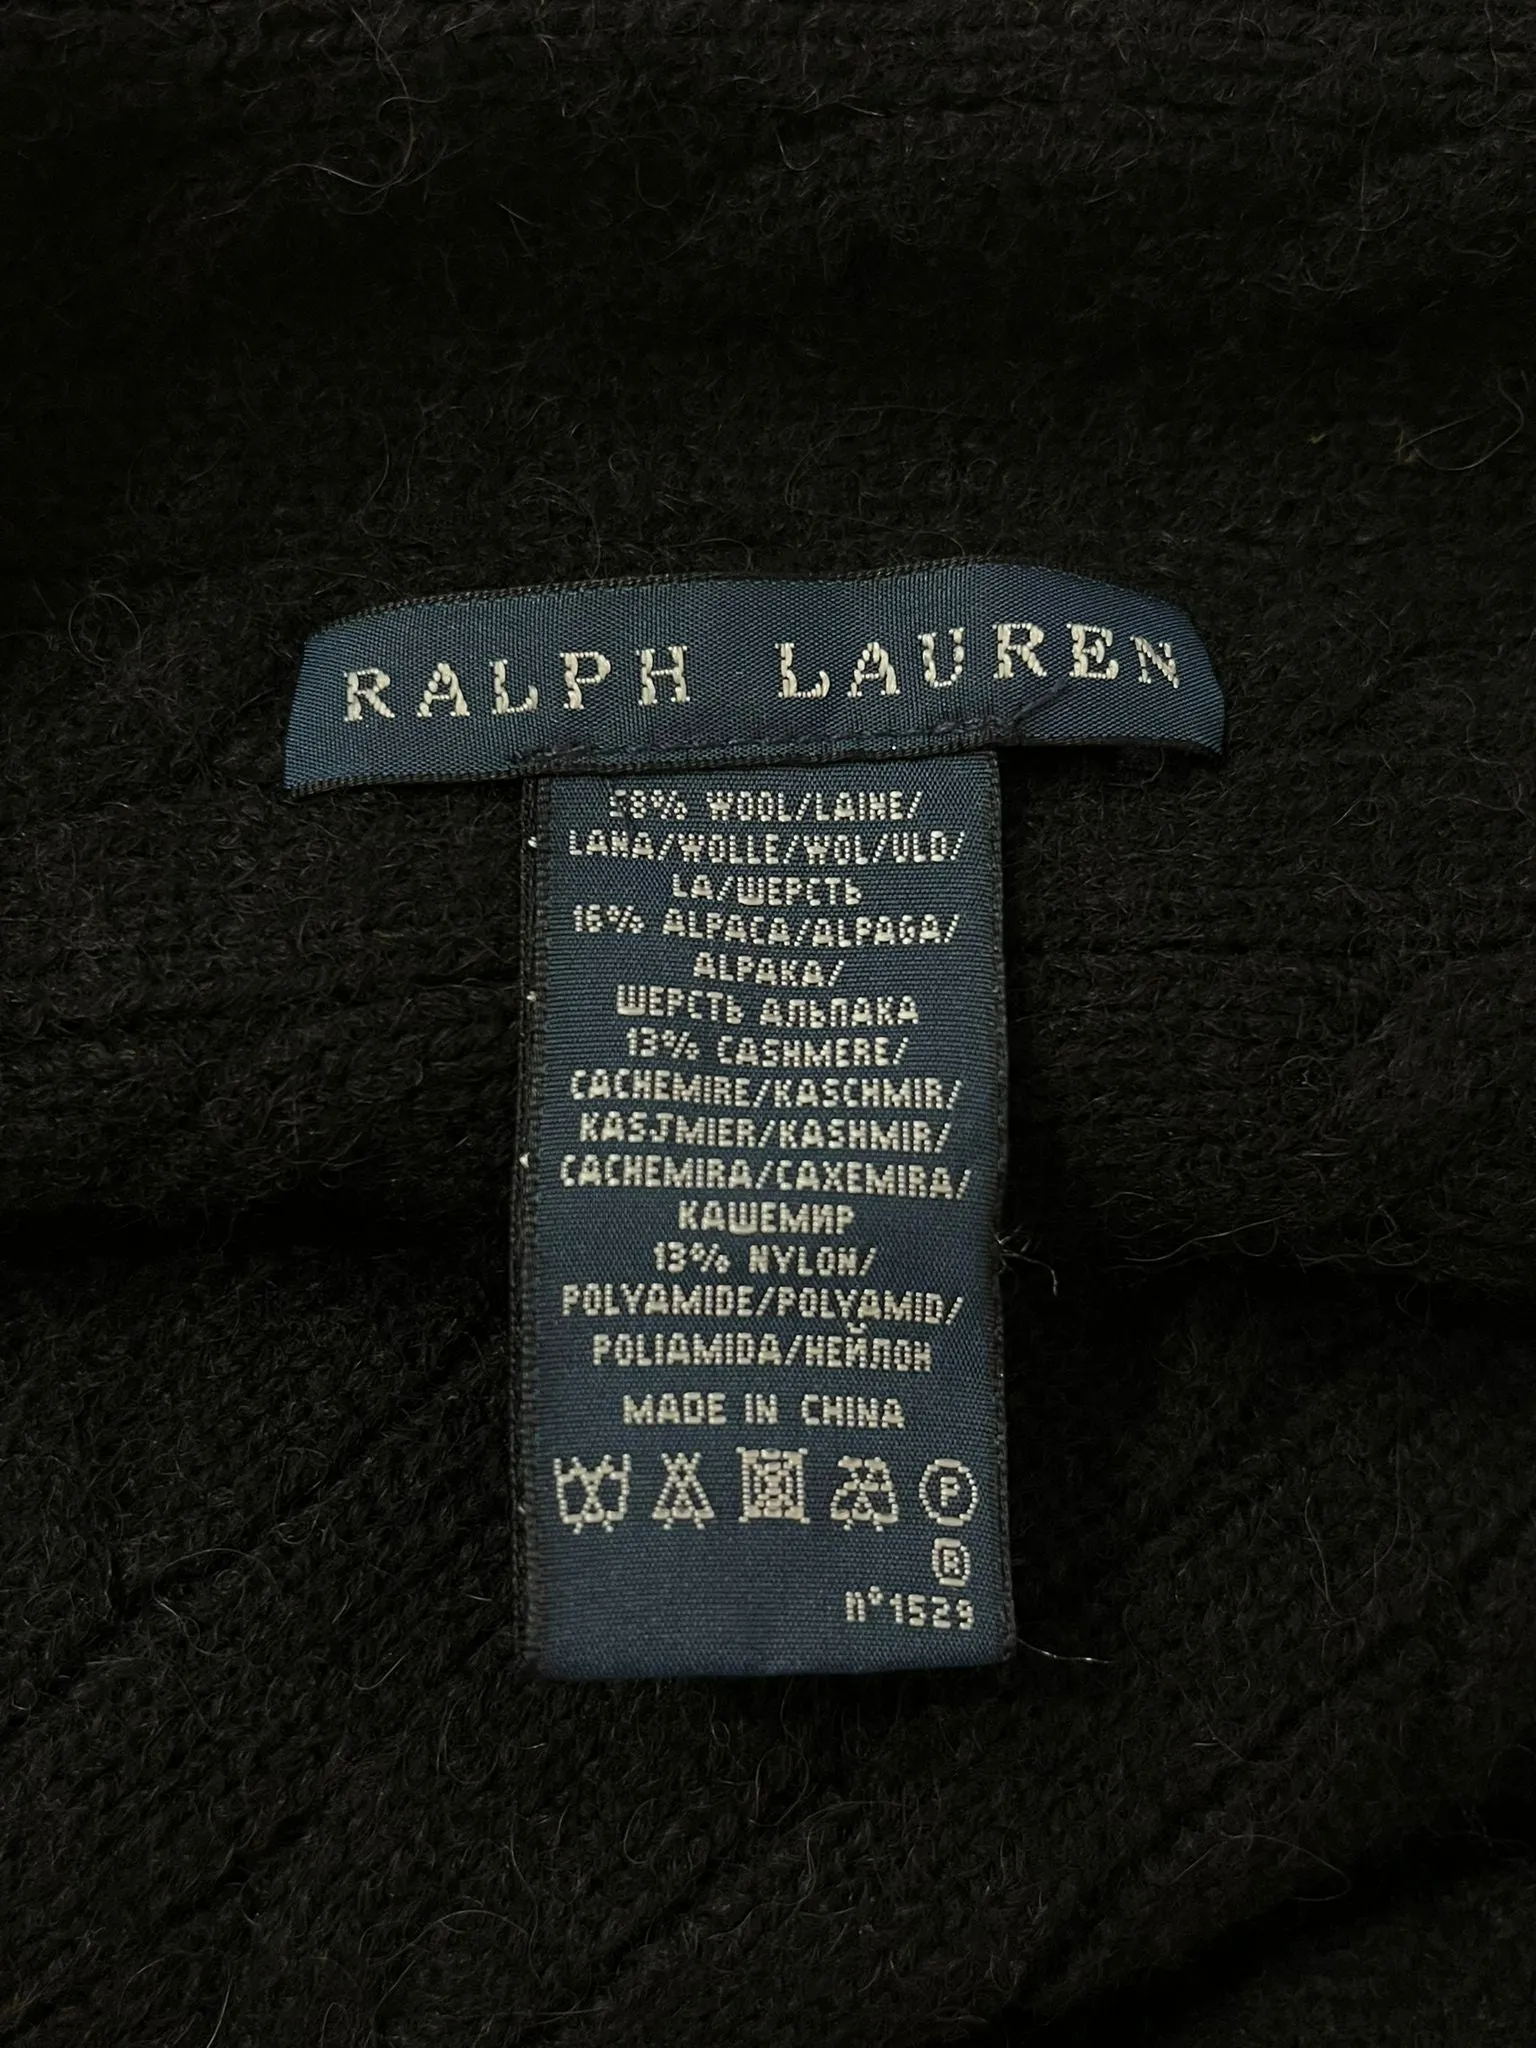 RALPH LAUREN
58% WOOL/LAINE/
LANA/WOLLE/WOL/ULD/
LA/ШЕРСТЬ
16% ALPACA/ALPAGA/
ALPAKA/
ШЕРСТЬ АЛЬПАКА
13% CASHMERE/
CACHEMIRE/KASCHMIR/
KASJMIER/KASHMIR/
CACHEMIRA/CAXEMIRA/
КАШЕМИР
13% NYLON/
POLYAMIDE/POLYAMID/
POLIAMIDA/НЕЙЛОН
MADE IN CHINA
P
R
n°1529